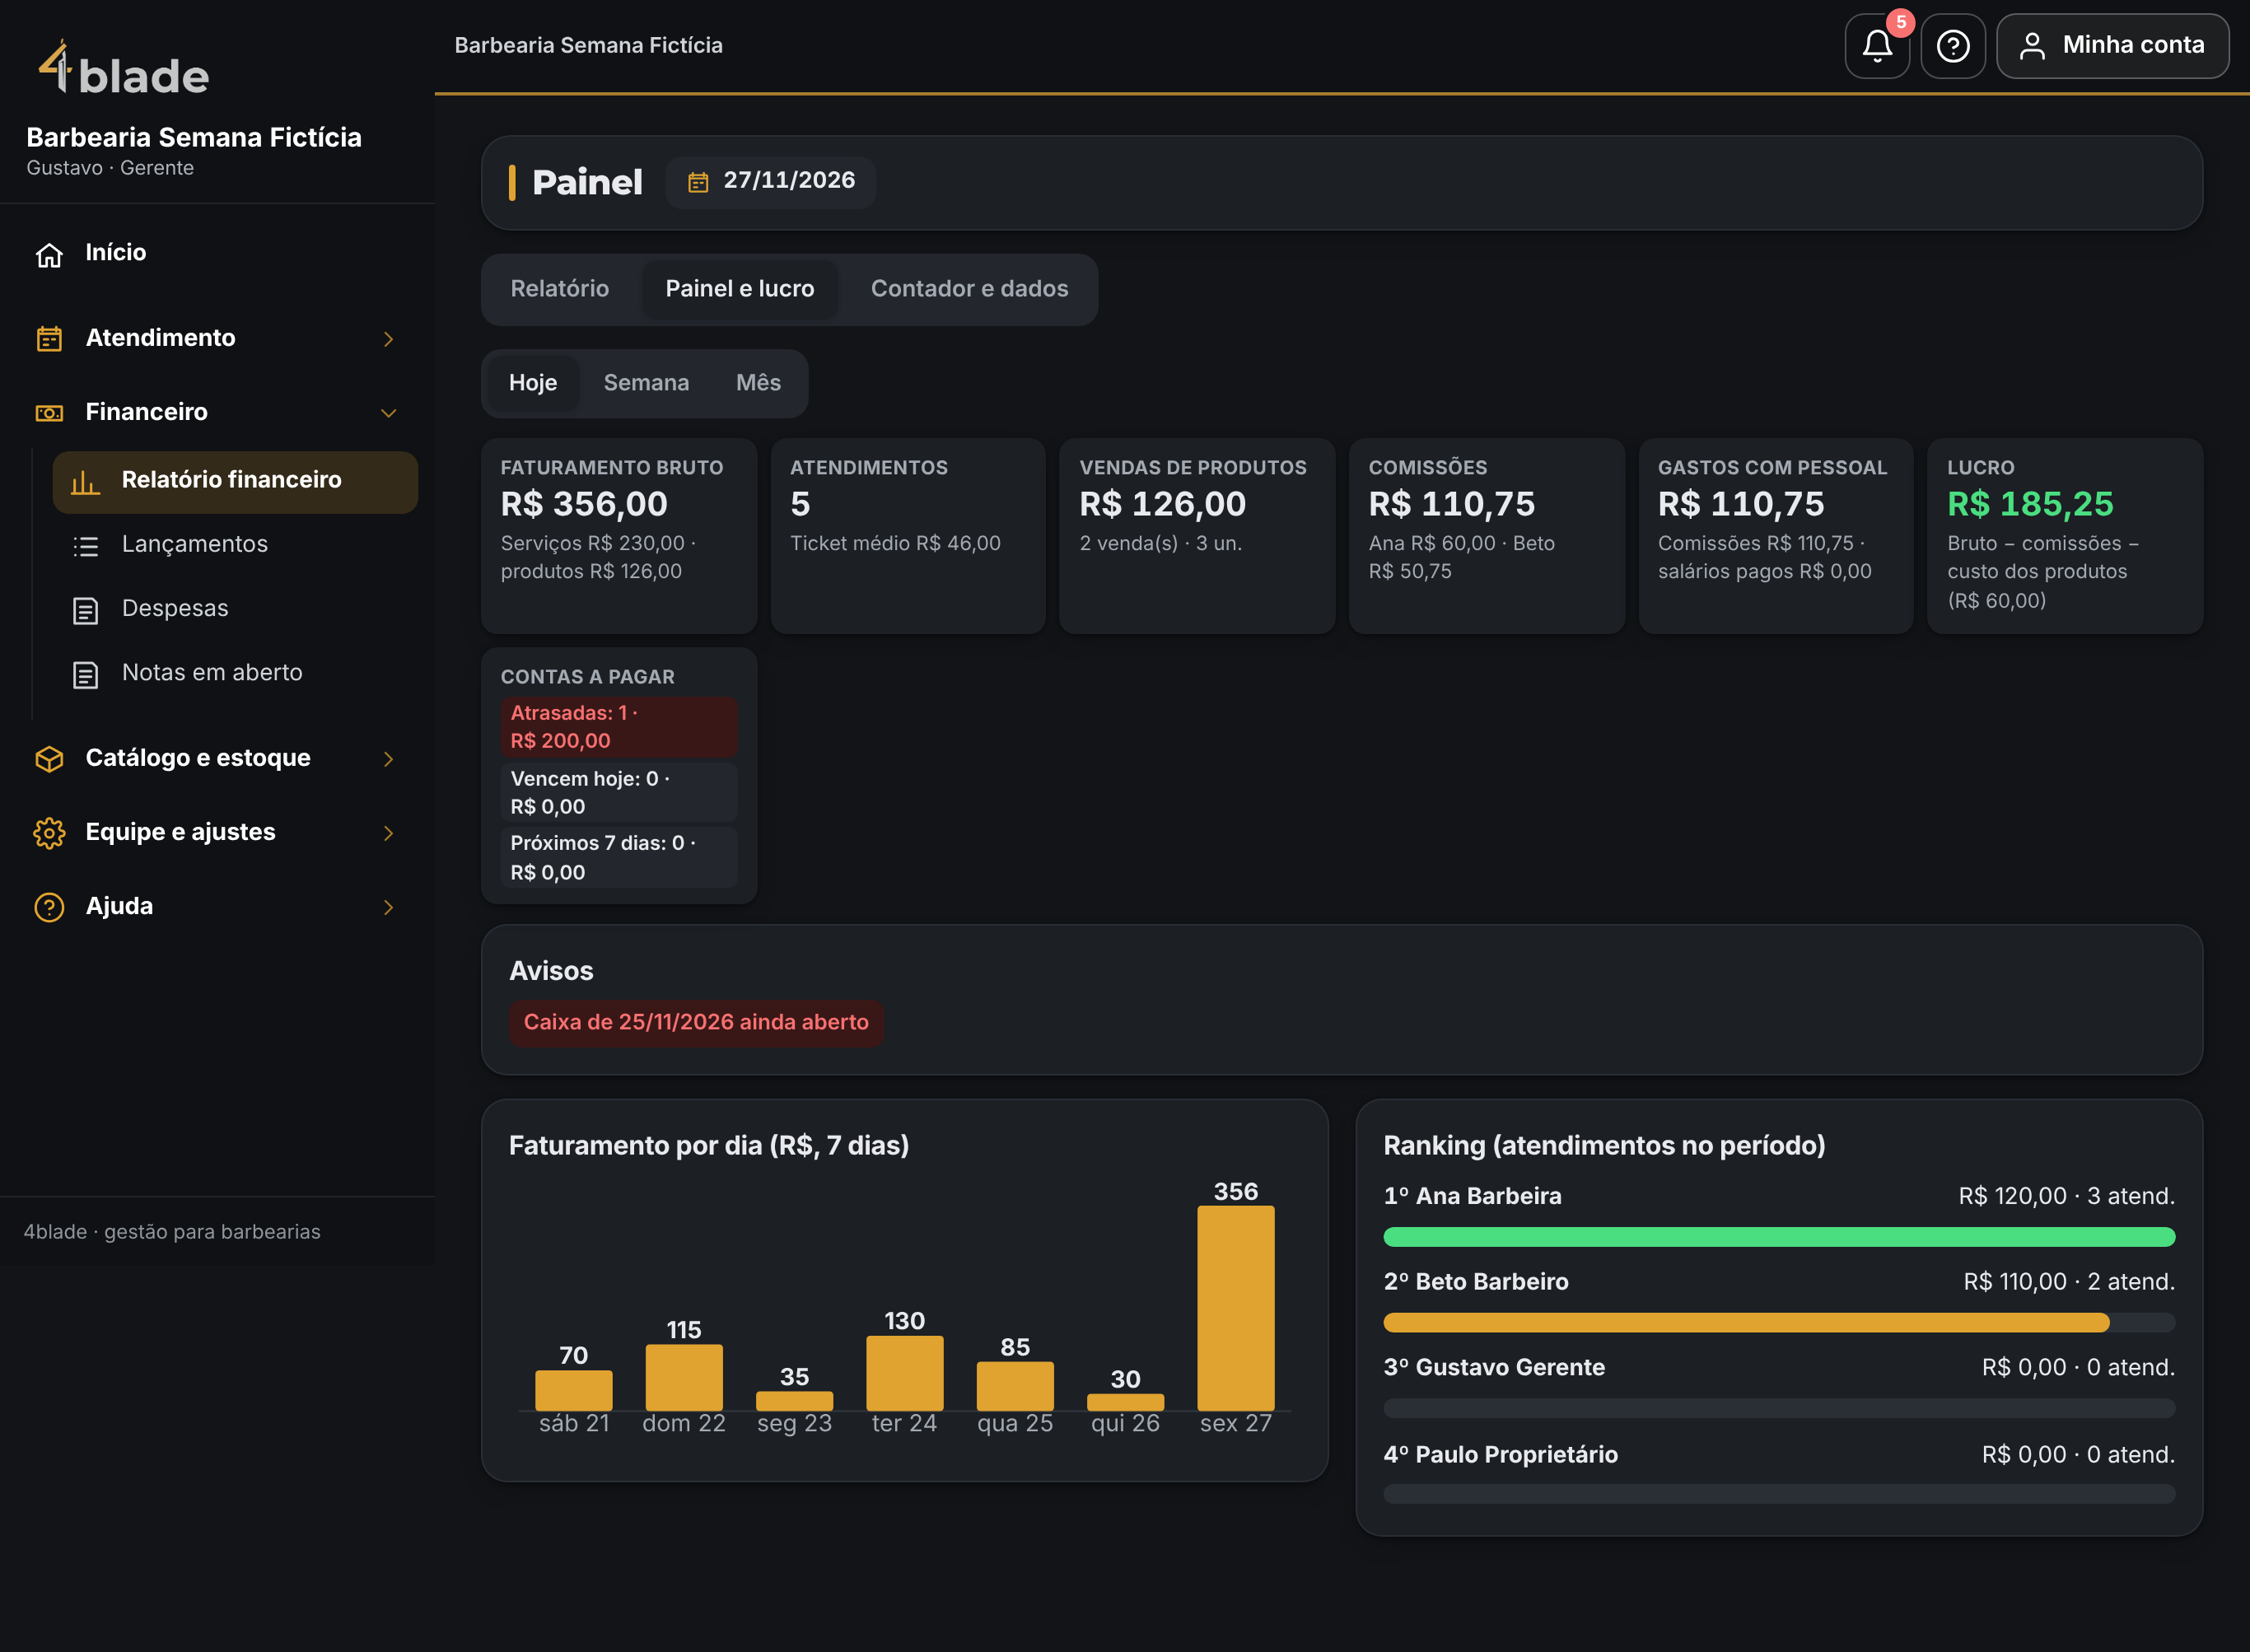 4blade
Barbearia Semana Fictícia
Gustavo · Gerente
Início
Atendimento
Financeiro
Relatório financeiro
Lançamentos
Despesas
Notas em aberto
Catálogo e estoque
Equipe e ajustes
Ajuda
4blade · gestão para barbearias
Barbearia Semana Fictícia
5
Minha conta
Painel
27/11/2026
Relatório
Painel e lucro
Contador e dados
Hoje
Semana
Mês
FATURAMENTO BRUTO
R$ 356,00
Serviços R$ 230,00 ·
produtos R$ 126,00
ATENDIMENTOS
5
Ticket médio R$ 46,00
VENDAS DE PRODUTOS
R$ 126,00
2 venda(s) · 3 un.
COMISSÕES
R$ 110,75
Ana R$ 60,00 · Beto
R$ 50,75
GASTOS COM PESSOAL
R$ 110,75
Comissões R$ 110,75 ·
salários pagos R$ 0,00
LUCRO
R$ 185,25
Bruto − comissões −
custo dos produtos
(R$ 60,00)
CONTAS A PAGAR
Atrasadas: 1 ·
R$ 200,00
Vencem hoje: 0 ·
R$ 0,00
Próximos 7 dias: 0 ·
R$ 0,00
Avisos
Caixa de 25/11/2026 ainda aberto
Faturamento por dia (R$, 7 dias)
70
115
35
130
85
30
356
sáb 21
dom 22
seg 23
ter 24
qua 25
qui 26
sex 27
Ranking (atendimentos no período)
1º Ana Barbeira
R$ 120,00 · 3 atend.
2º Beto Barbeiro
R$ 110,00 · 2 atend.
3º Gustavo Gerente
R$ 0,00 · 0 atend.
4º Paulo Proprietário
R$ 0,00 · 0 atend.